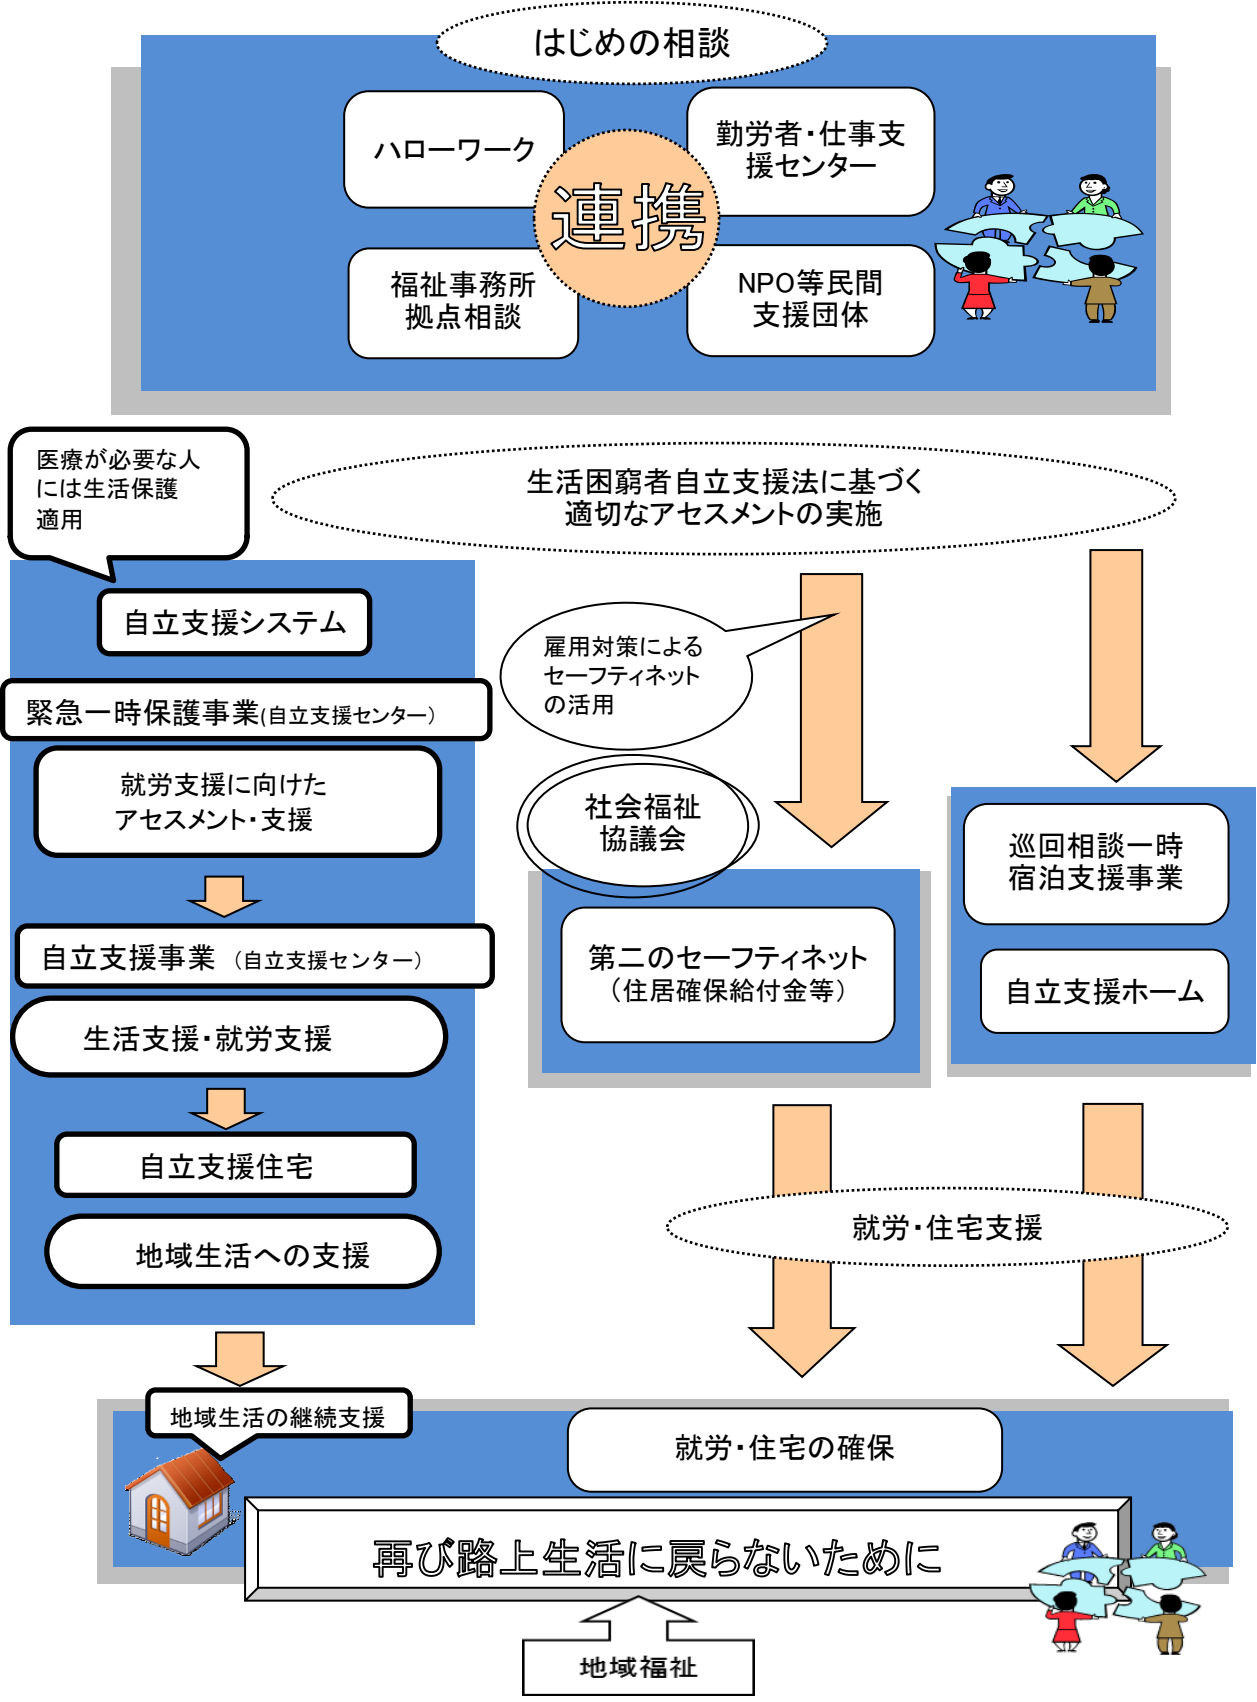 はじめの相談
ハローワーク
勤労者・仕事支
援センター
連携
福祉事務所
拠点相談
NPO等民間
支援団体
医療が必要な人
には生活保護
適用
生活困窮者自立支援法に基づく
適切なアセスメントの実施
自立支援システム
雇用対策による
セーフティネット
の活用
緊急一時保護事業(自立支援センター）
就労支援に向けた
アセスメント・支援
社会福祉
協議会
巡回相談一時
宿泊支援事業
自立支援事業（自立支援センター）
第二のセーフティネット
（住居確保給付金等）
自立支援ホーム
生活支援・就労支援
自立支援住宅
地域生活への支援
就労・住宅支援
地域生活の継続支援
就労・住宅の確保
再び路上生活に戻らないために
地域福祉